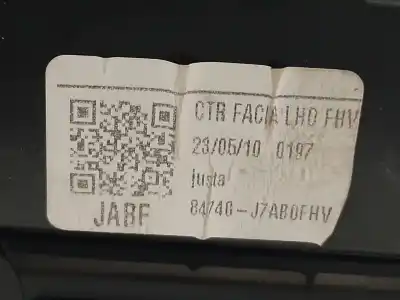 CTR FACIA LHD FHV
23/05/10 0197
justa
JABF 84740-J7AB0FHV